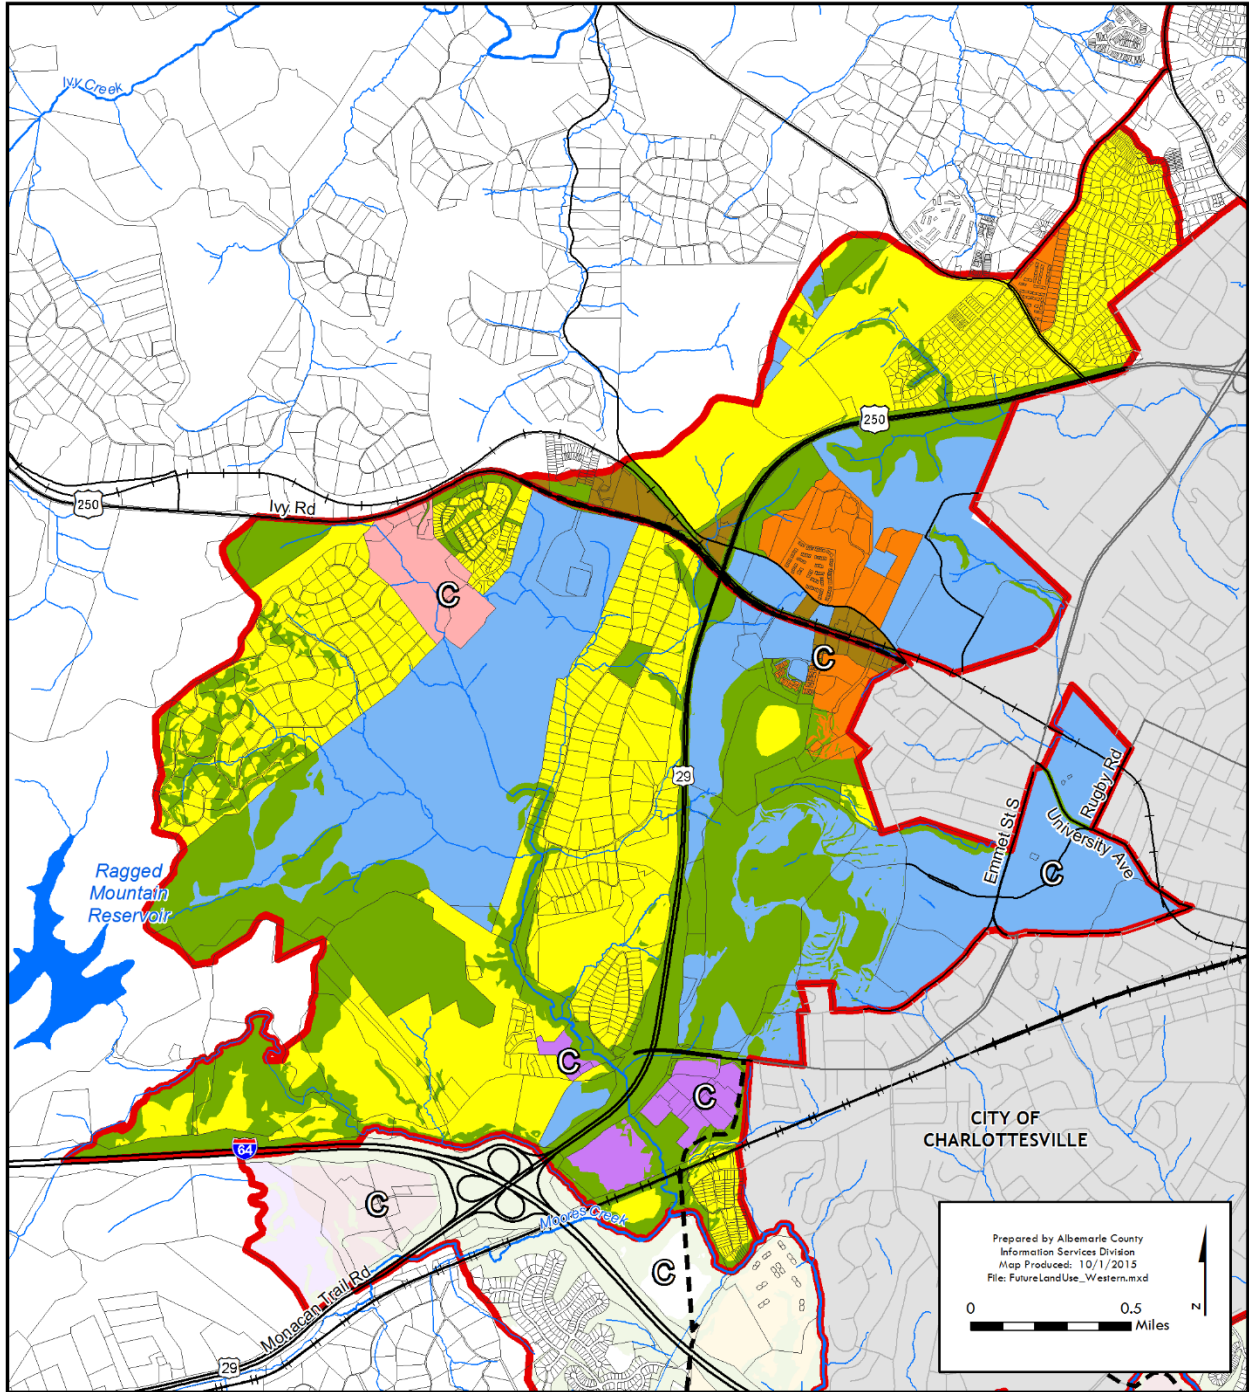 Ivy Creek
250
250
Ivy Rd
C
C
29
Rugby Rd
Emmet St S
University Ave
C
Ragged
Mountain
Reservoir
C
C
CITY OF
CHARLOTTESVILLE
64
C
Moores Creek
C
Monacan Trail Rd
29
Prepared by Albemarle County
Information Services Division
Map Produced: 10/1/2015
File: FutureLandUse_Western.mxd
0 0.5
Miles
N